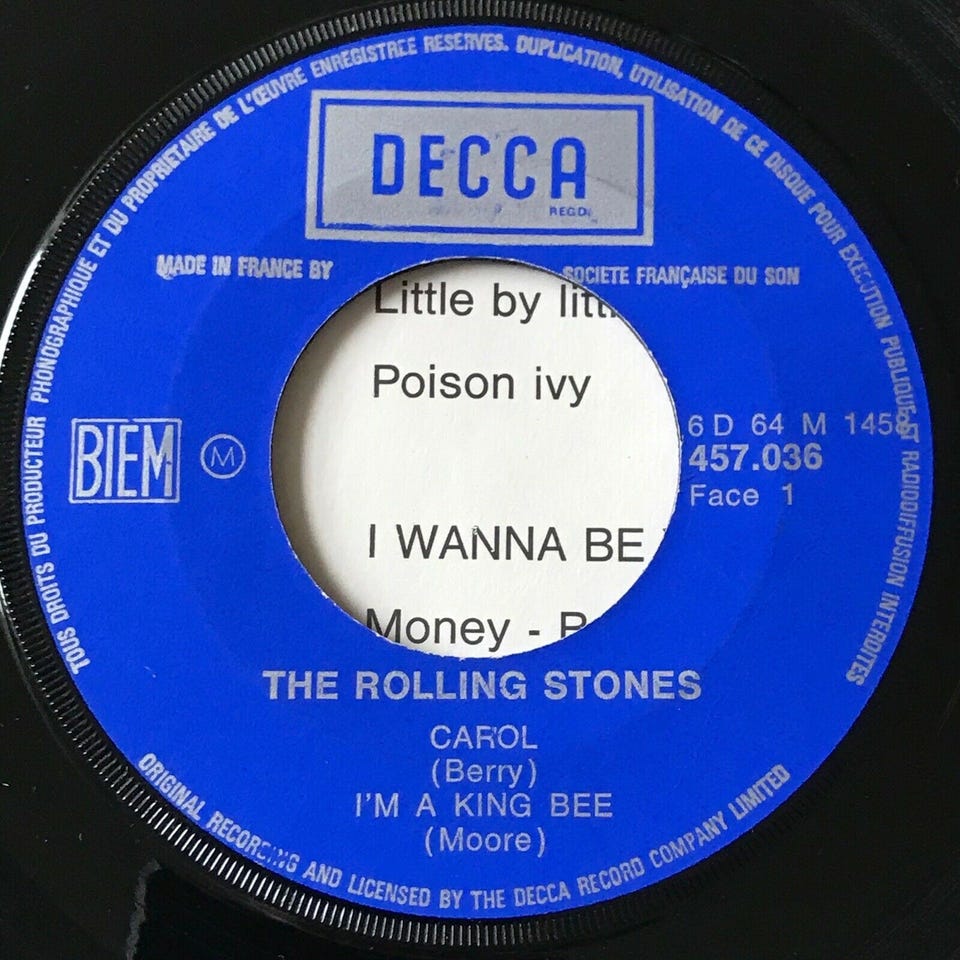 TOUS DROITS DU PRODUCTEUR PHONOGRAPHIQUE ET DU PROPRIETAIRE DE L'ŒUVRE ENREGISTREE RESERVES. DUPLICATION, UTILISATION DE CE DISQUE POUR EXECUTION PUBLIQUE ET RADIODIFFUSION INTERDITES
DECCA
REGD.
MADE IN FRANCE BY SOCIETE FRANÇAISE DU SON
Little by
Poison ivy
BIEM M
6 D 64 M
457.036
Face 1
I WANNA BE
Money -
THE ROLLING STONES
CAROL
(Berry)
I'M A KING BEE
(Moore)
ORIGINAL RECORDING AND LICENSED BY THE DECCA RECORD COMPANY LIMITED